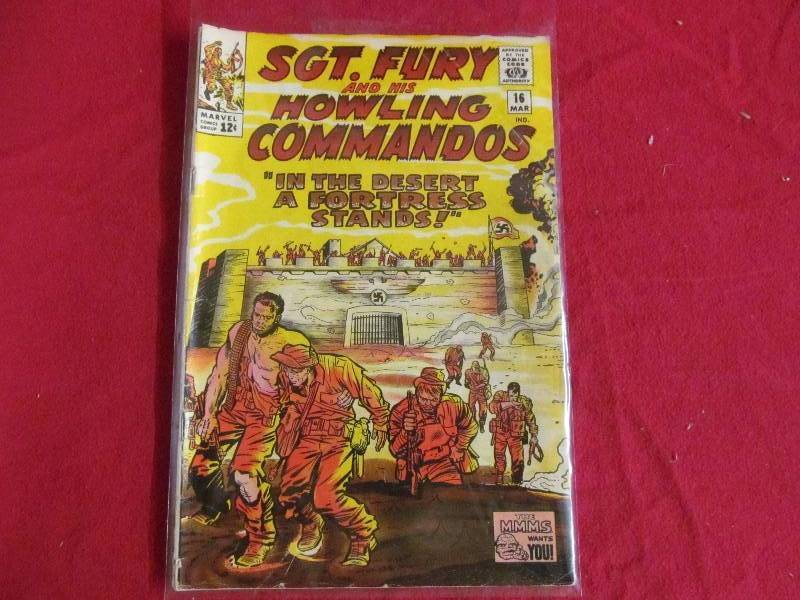 SGT. FURY
AND HIS
HOWLING
COMMANDOS
MARVEL
COMICS
GROUP
12¢
APPROVED
BY THE
COMICS
CODE
AUTHORITY
16
MAR
IND.
"IN THE DESERT
A FORTRESS
STANDS!"
THE
M.M.M.S.
WANTS
YOU!